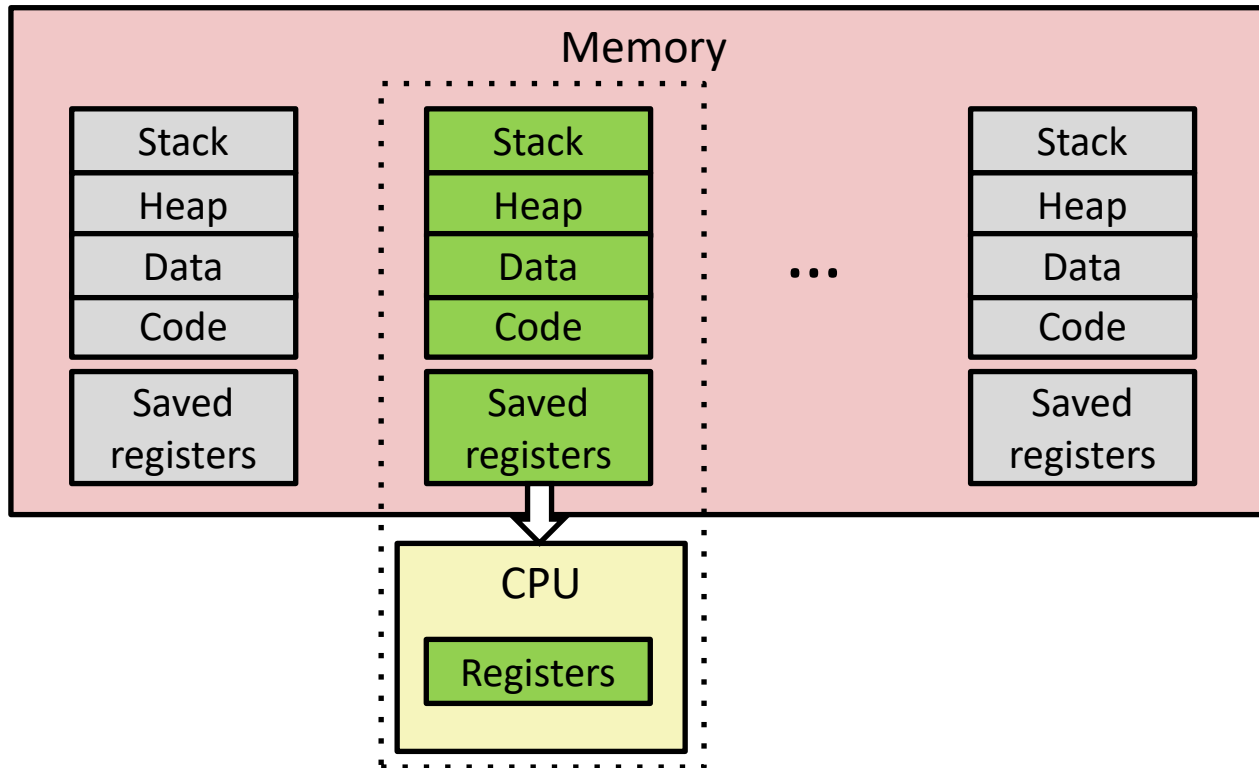 Memory
Stack
Heap
Data
Code
Saved
registers
Stack
Heap
Data
Code
Saved
registers
...
Stack
Heap
Data
Code
Saved
registers
CPU
Registers